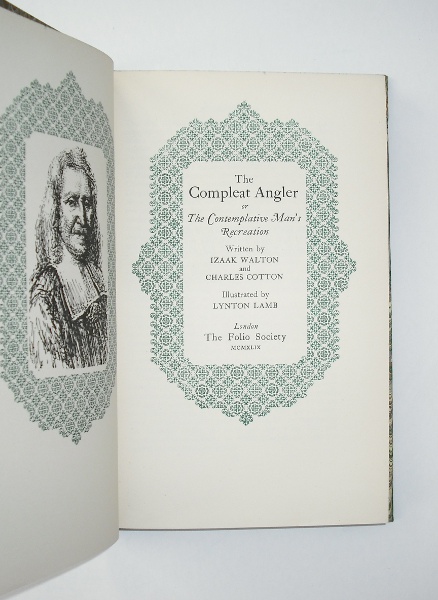 The
Compleat Angler
or
The Contemplative Man's
Recreation
Written by
IZAAK WALTON
and
CHARLES COTTON
Illustrated by
LYNTON LAMB
London
The Folio Society
MCMXLIX